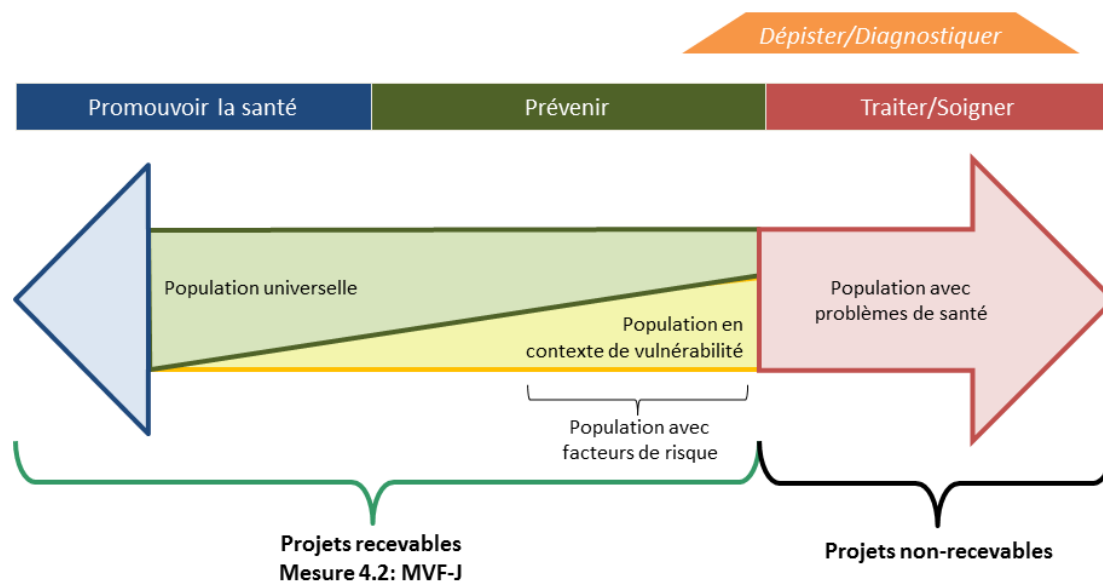 Dépister/Diagnostiquer
Promouvoir la santé
Prévenir
Traiter/Soigner
Population universelle
Population en
contexte de vulnérabilité
Population avec
problèmes de santé
Population avec
facteurs de risque
Projets recevables
Mesure 4.2: MVF-J
Projets non-recevables